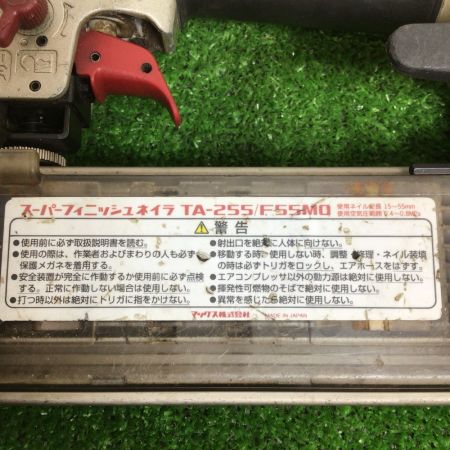 スーパーフィニッシュネイラ TA-255/F55MQ
使用ネイル範囲 15~55mm
使用空気圧範囲 0.4~0.8MPa
⚠警告
●使用前に必ず取扱説明書を読む。
●使用の際は、作業者およびまわりの人も必ず
保護メガネを着用する。
●安全装置が完全に作動するか使用前に必ず点検
する。正常に作動しない場合は使用しない。
●打つ時以外は絶対にトリガに指をかけない。
●射出口を絶対に人体に向けない。
●移動する時、使用しない時、調整・修理・ネイル装填
の時は必ずトリガをロックし、エアホースをはずす。
●エアコンプレッサ以外の動力源は絶対に使用しない。
●揮発性可燃物のそばで絶対に使用しない。
●異常を感じたら絶対に使用しない。
マックス株式会社 MADE IN JAPAN